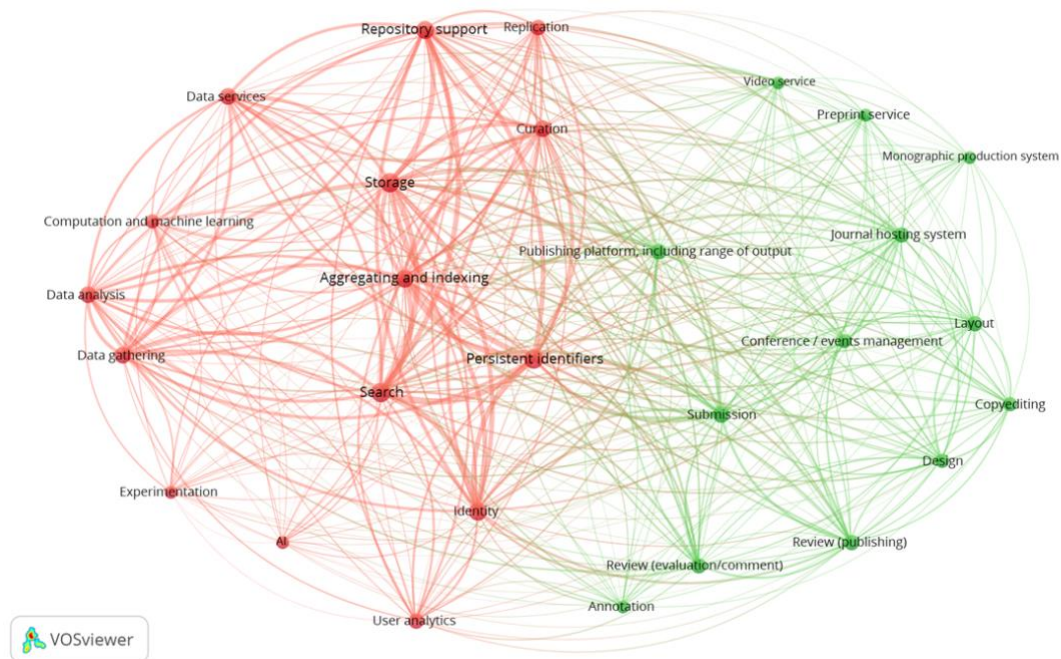 Repository support
Replication
Video service
Data services
Preprint service
Curation
Monographic production system
Storage
Computation and machine learning
Journal hosting system
Publishing platform, including range of output
Aggregating and indexing
Data analysis
Layout
Conference / events management
Data gathering
Persistent identifiers
Search
Copyediting
Submission
Design
Experimentation
Identity
AI
Review (publishing)
Review (evaluation/comment)
Annotation
User analytics
VOSviewer